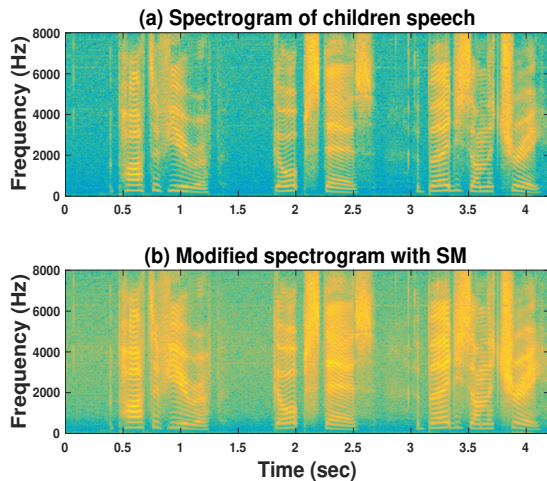 (a) Spectrogram of children speech
8000
6000
4000
2000
0
Frequency (Hz)
0 0.5 1 1.5 2 2.5 3 3.5 4
(b) Modified spectrogram with SM
8000
6000
4000
2000
0
Frequency (Hz)
0 0.5 1 1.5 2 2.5 3 3.5 4
Time (sec)